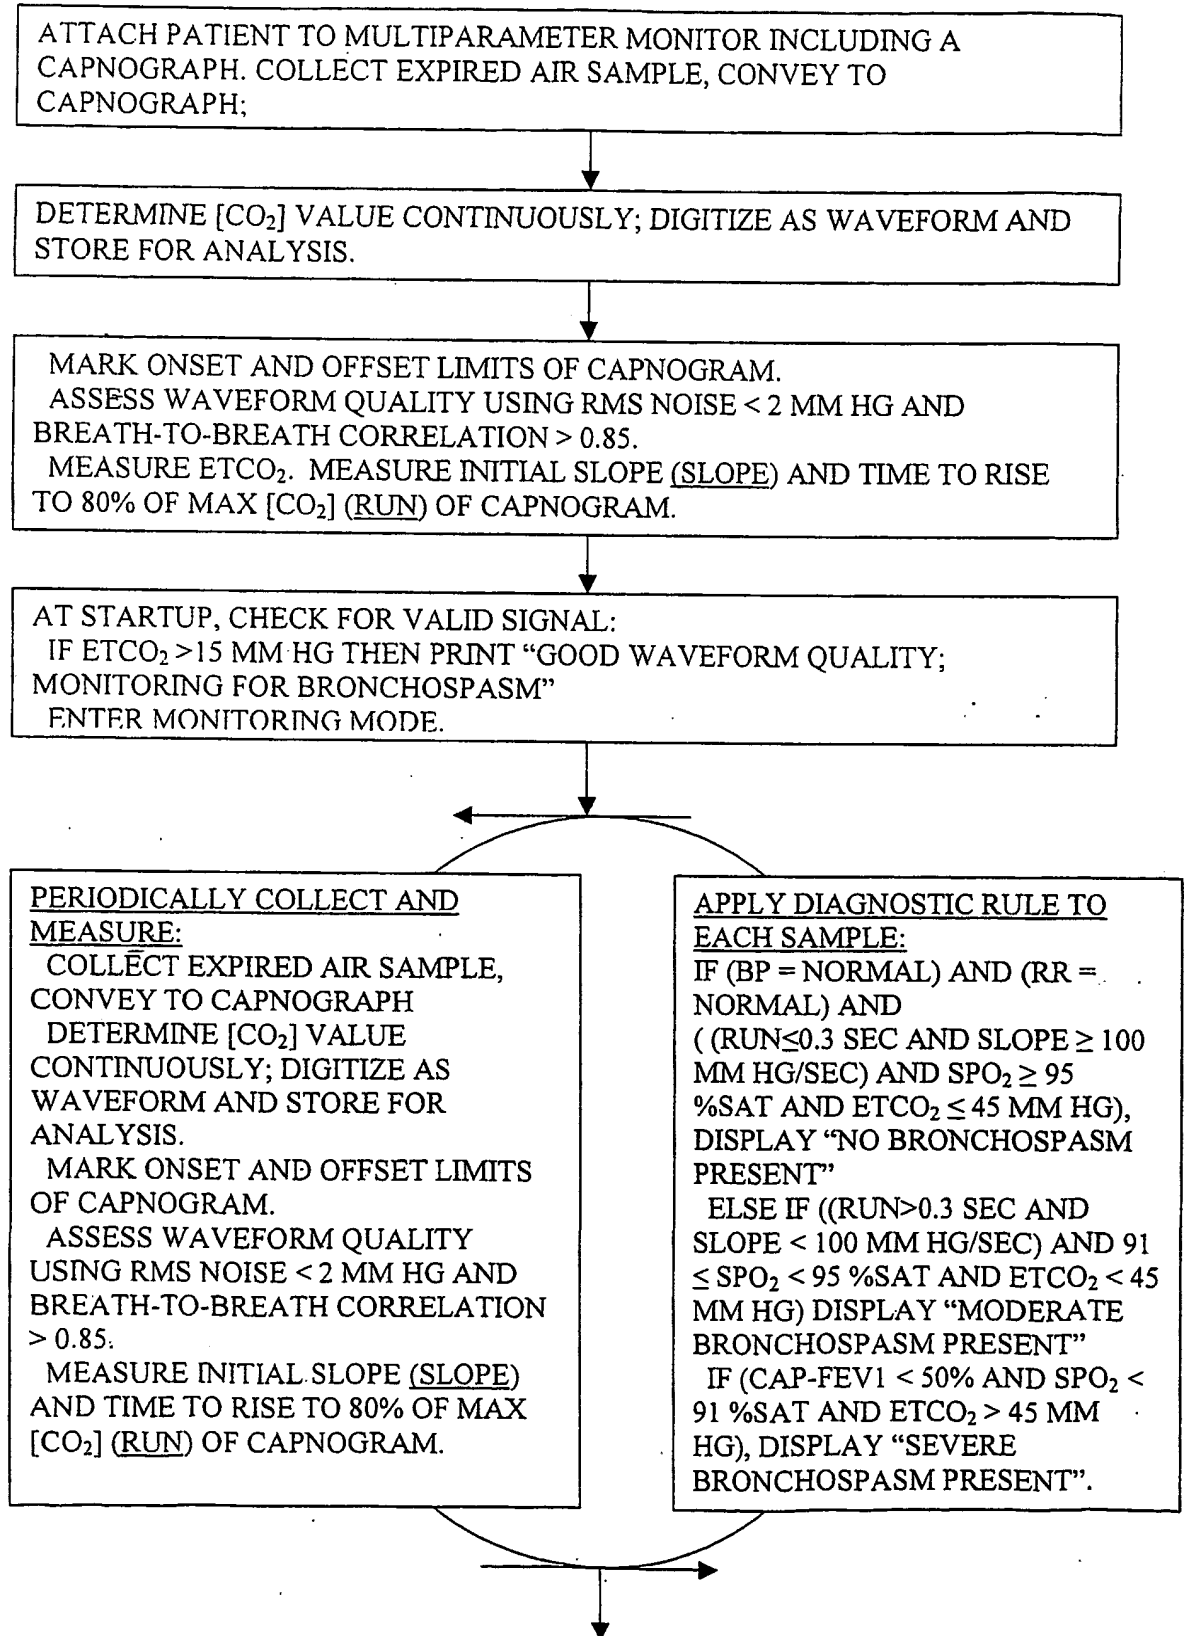 ATTACH PATIENT TO MULTIPARAMETER MONITOR INCLUDING A
CAPNOGRAPH. COLLECT EXPIRED AIR SAMPLE, CONVEY TO
CAPNOGRAPH;
DETERMINE [CO₂] VALUE CONTINUOUSLY; DIGITIZE AS WAVEFORM AND
STORE FOR ANALYSIS.
MARK ONSET AND OFFSET LIMITS OF CAPNOGRAM.
ASSESS WAVEFORM QUALITY USING RMS NOISE < 2 MM HG AND
BREATH-TO-BREATH CORRELATION > 0.85.
MEASURE ETCO₂. MEASURE INITIAL SLOPE (SLOPE) AND TIME TO RISE
TO 80% OF MAX [CO₂] (RUN) OF CAPNOGRAM.
AT STARTUP, CHECK FOR VALID SIGNAL:
IF ETCO₂ >15 MM HG THEN PRINT “GOOD WAVEFORM QUALITY;
MONITORING FOR BRONCHOSPASM”
ENTER MONITORING MODE.
PERIODICALLY COLLECT AND
MEASURE:
COLLECT EXPIRED AIR SAMPLE,
CONVEY TO CAPNOGRAPH
DETERMINE [CO₂] VALUE
CONTINUOUSLY; DIGITIZE AS
WAVEFORM AND STORE FOR
ANALYSIS.
MARK ONSET AND OFFSET LIMITS
OF CAPNOGRAM.
ASSESS WAVEFORM QUALITY
USING RMS NOISE < 2 MM HG AND
BREATH-TO-BREATH CORRELATION
> 0.85.
MEASURE INITIAL SLOPE (SLOPE)
AND TIME TO RISE TO 80% OF MAX
[CO₂] (RUN) OF CAPNOGRAM.
APPLY DIAGNOSTIC RULE TO
EACH SAMPLE:
IF (BP = NORMAL) AND (RR =
NORMAL) AND
( (RUN≤0.3 SEC AND SLOPE ≥ 100
MM HG/SEC) AND SPO₂ ≥ 95
%SAT AND ETCO₂ ≤ 45 MM HG),
DISPLAY “NO BRONCHOSPASM
PRESENT”
ELSE IF ((RUN>0.3 SEC AND
SLOPE < 100 MM HG/SEC) AND 91
≤ SPO₂ < 95 %SAT AND ETCO₂ < 45
MM HG) DISPLAY “MODERATE
BRONCHOSPASM PRESENT”
IF (CAP-FEV1 < 50% AND SPO₂ <
91 %SAT AND ETCO₂ > 45 MM
HG), DISPLAY “SEVERE
BRONCHOSPASM PRESENT”.